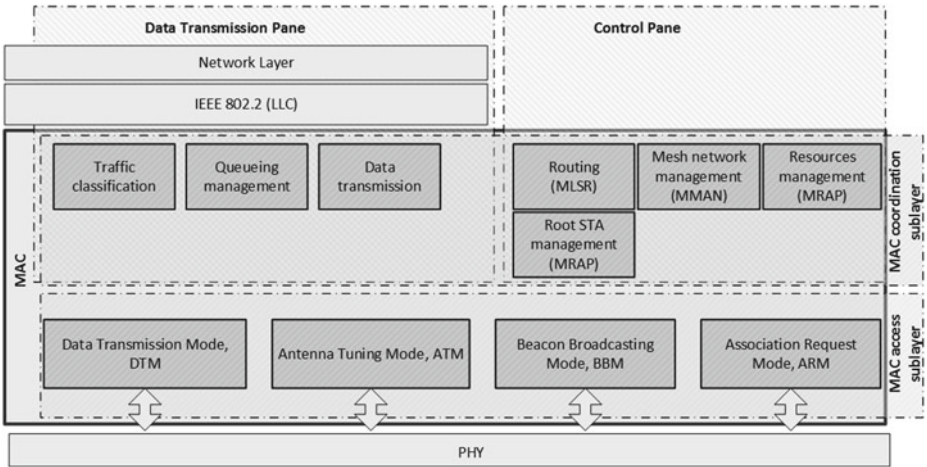 Data Transmission Pane
Control Pane
Network Layer
IEEE 802.2 (LLC)
MAC
Traffic
classification
Queueing
management
Data
transmission
Routing
(MLSR)
Mesh network
management
(MMAN)
Resources
management
(MRAP)
Root STA
management
(MRAP)
MAC coordination
sublayer
Data Transmission Mode,
DTM
Antenna Tuning Mode, ATM
Beacon Broadcasting
Mode, BBM
Association Request
Mode, ARM
MAC access
sublayer
PHY